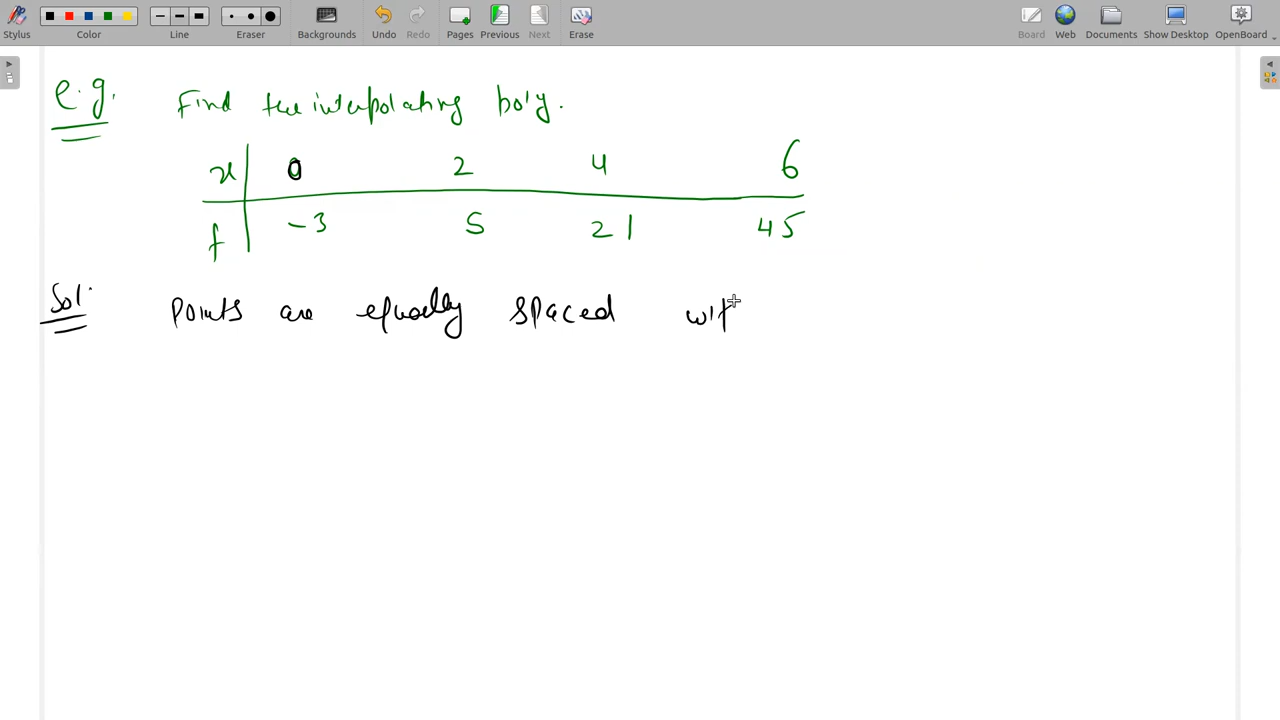 Stylus Color Line Eraser Backgrounds Undo Redo Pages Previous Next Erase Board Web Documents Show Desktop OpenBoard
e.g. Find the interpolating poly.
x 0 2 4 6
f -3 5 21 45
Sol. Points are equally spaced wit